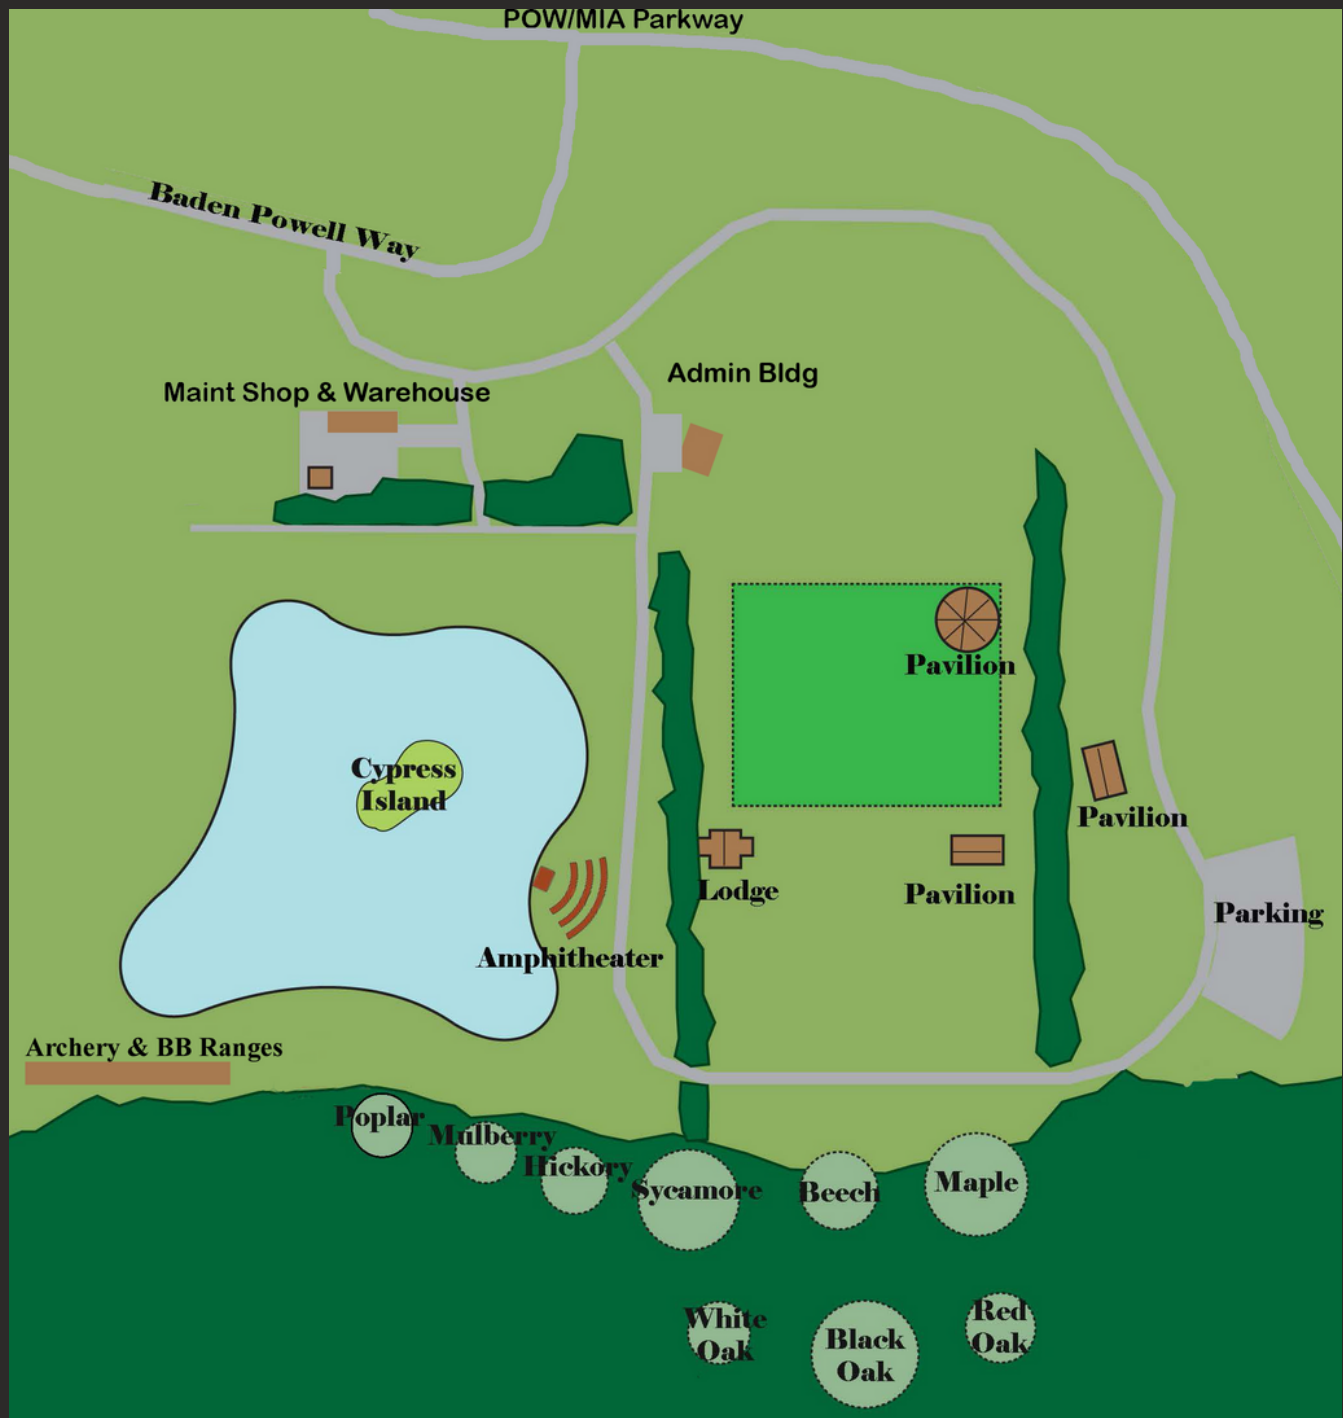 POW/MIA Parkway
Baden Powell Way
Admin Bldg
Maint Shop & Warehouse
Pavilion
Cypress
Island
Pavilion
Lodge
Pavilion
Parking
Amphitheater
Archery & BB Ranges
Poplar
Mulberry
Hickory
Sycamore
Beech
Maple
White
Oak
Black
Oak
Red
Oak